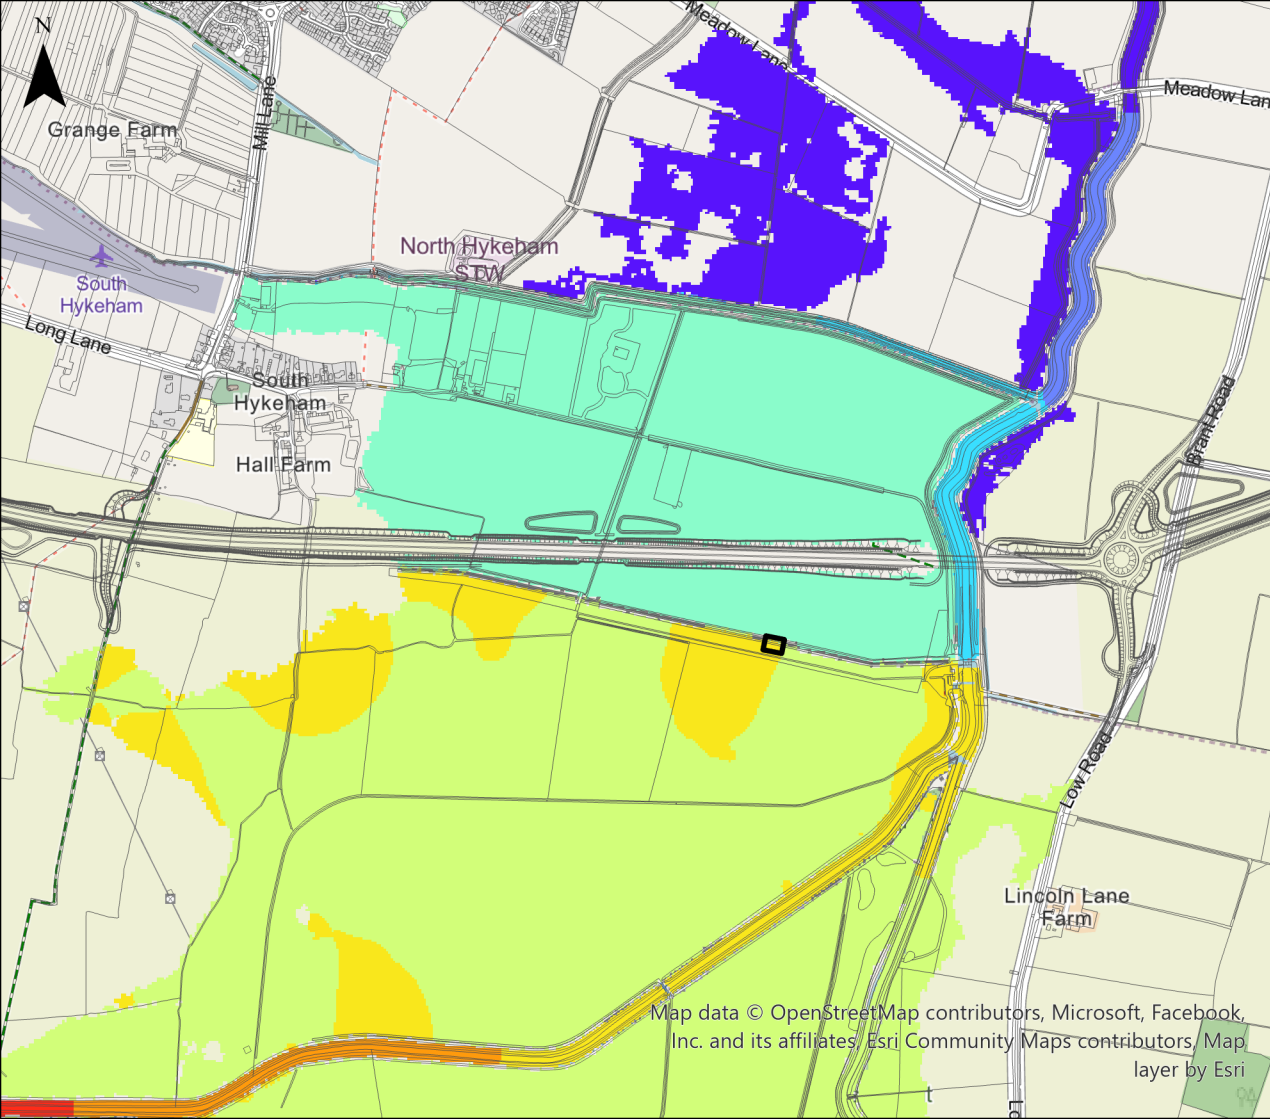 N
Meadow Lane
Meadow Lan
Mill Lane
Grange Farm
North Hykeham
STW
South
Hykeham
Long Lane
South
Hykeham
Hall Farm
Brant Road
Low Road
Lincoln Lane
Farm
Map data © OpenStreetMap contributors, Microsoft, Facebook,
Inc. and its affiliates, Esri Community Maps contributors, Map
layer by Esri
t
Lo